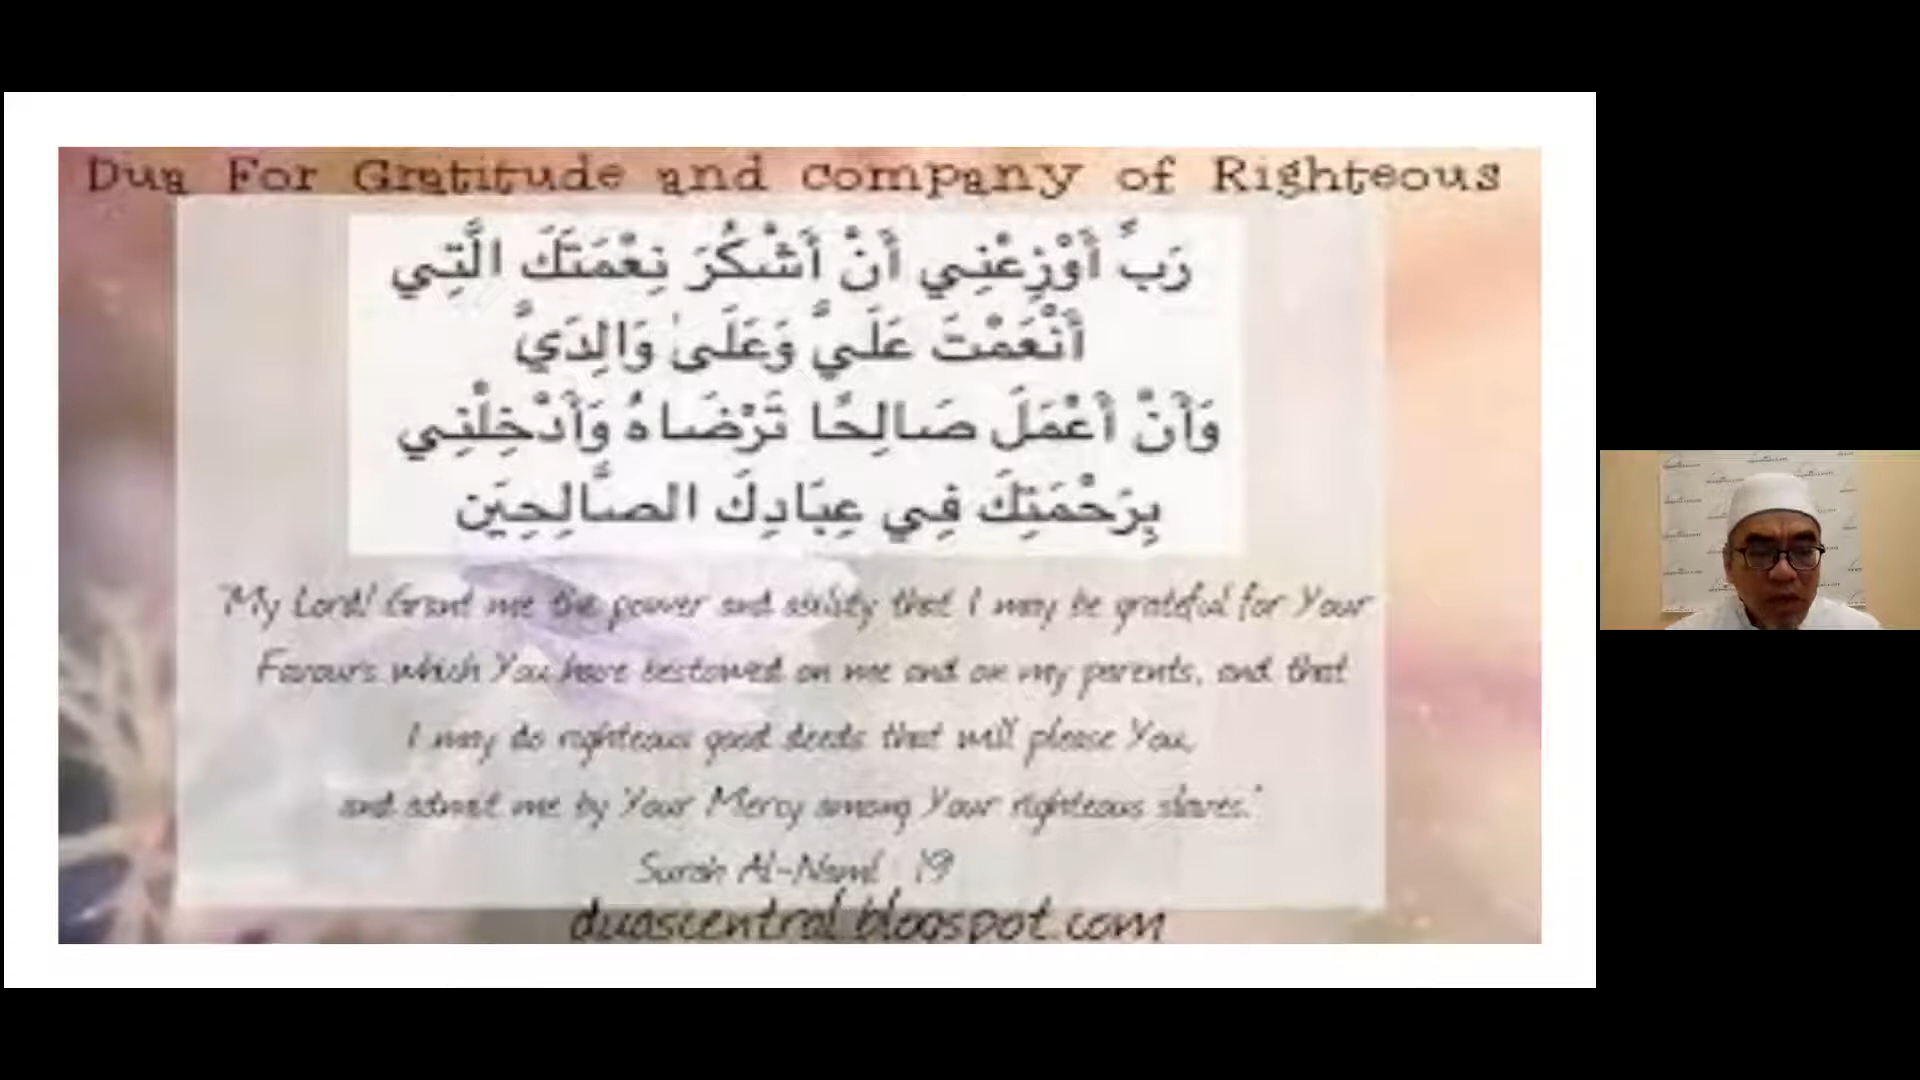 Dua For Gratitude and company of Righteous
رَبِّ أَوْزِعْنِي أَنْ أَشْكُرَ نِعْمَتَكَ الَّتِي
أَنْعَمْتَ عَلَيَّ وَعَلَىٰ وَالِدَيَّ
وَأَنْ أَعْمَلَ صَالِحًا تَرْضَاهُ وَأَدْخِلْنِي
بِرَحْمَتِكَ فِي عِبَادِكَ الصَّالِحِينَ
"My Lord! Grant me the power and ability that I may be grateful for Your
Favours which You have bestowed on me and on my parents, and that
I may do righteous good deeds that will please You,
and admit me by Your Mercy among Your righteous slaves."
Surah Al-Naml : 19
duascentral.blogspot.com